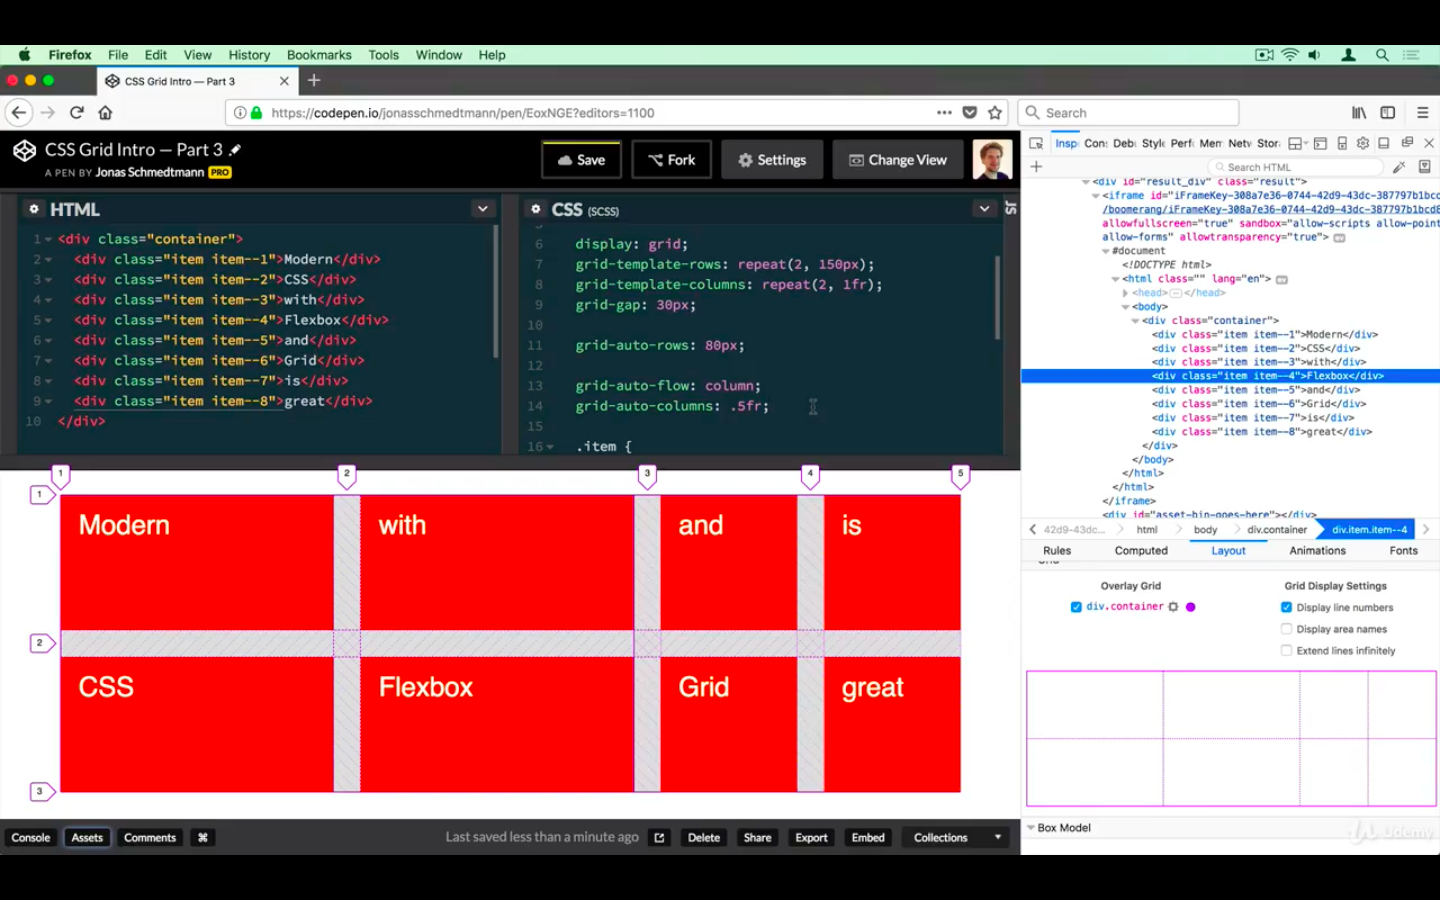 Firefox File Edit View History Bookmarks Tools Window Help
CSS Grid Intro — Part 3
https://codepen.io/jonasschmedtmann/pen/EoxNGE?editors=1100
Search
CSS Grid Intro — Part 3
A PEN BY Jonas Schmedtmann PRO
Save
Fork
Settings
Change View
HTML
1 <div class="container">
2 <div class="item item--1">Modern</div>
3 <div class="item item--2">CSS</div>
4 <div class="item item--3">with</div>
5 <div class="item item--4">Flexbox</div>
6 <div class="item item--5">and</div>
7 <div class="item item--6">Grid</div>
8 <div class="item item--7">is</div>
9 <div class="item item--8">great</div>
10 </div>
CSS (SCSS)
JS
6 display: grid;
7 grid-template-rows: repeat(2, 150px);
8 grid-template-columns: repeat(2, 1fr);
9 grid-gap: 30px;
10
11 grid-auto-rows: 80px;
12
13 grid-auto-flow: column;
14 grid-auto-columns: .5fr;
15
16 .item {
1 2 3 4 5
1
Modern with and is
2
CSS Flexbox Grid great
3
Console Assets Comments ⌘
Last saved less than a minute ago
Delete Share Export Embed Collections
Insp Con Deb Styl Perf Men Netv Stor
Search HTML
<div id="result_div" class="result">
<iframe id="iFrameKey-308a7e36-0744-42d9-43dc-387797b1bcd
/boomerang/iFrameKey-308a7e36-0744-42d9-43dc-387797b1bcd8
allowfullscreen="true" sandbox="allow-scripts allow-point
allow-forms" allowtransparency="true">
#document
<!DOCTYPE html>
<html class="" lang="en">
<head></head>
<body>
<div class="container">
<div class="item item--1">Modern</div>
<div class="item item--2">CSS</div>
<div class="item item--3">with</div>
<div class="item item--4">Flexbox</div>
<div class="item item--5">and</div>
<div class="item item--6">Grid</div>
<div class="item item--7">is</div>
<div class="item item--8">great</div>
</div>
</body>
</html>
</iframe>
<div id="asset-bin-goes-here"></div>
42d9-43dc... html body div.container div.item.item--4
Rules Computed Layout Animations Fonts
Overlay Grid
div.container
Grid Display Settings
Display line numbers
Display area names
Extend lines infinitely
Box Model
Udemy